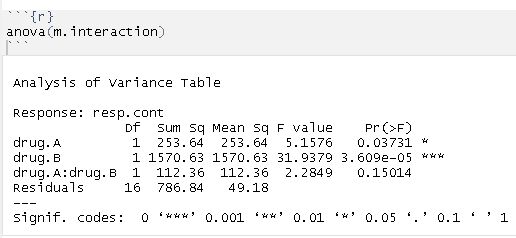 ```{r}
anova(m.interaction)
```
Analysis of Variance Table
Response: resp.cont
Df Sum Sq Mean Sq F value Pr(>F)
drug.A 1 253.64 253.64 5.1576 0.03731 *
drug.B 1 1570.63 1570.63 31.9379 3.609e-05 ***
drug.A:drug.B 1 112.36 112.36 2.2849 0.15014
Residuals 16 786.84 49.18
---
Signif. codes: 0 ‘***’ 0.001 ‘**’ 0.01 ‘*’ 0.05 ‘.’ 0.1 ‘ ’ 1